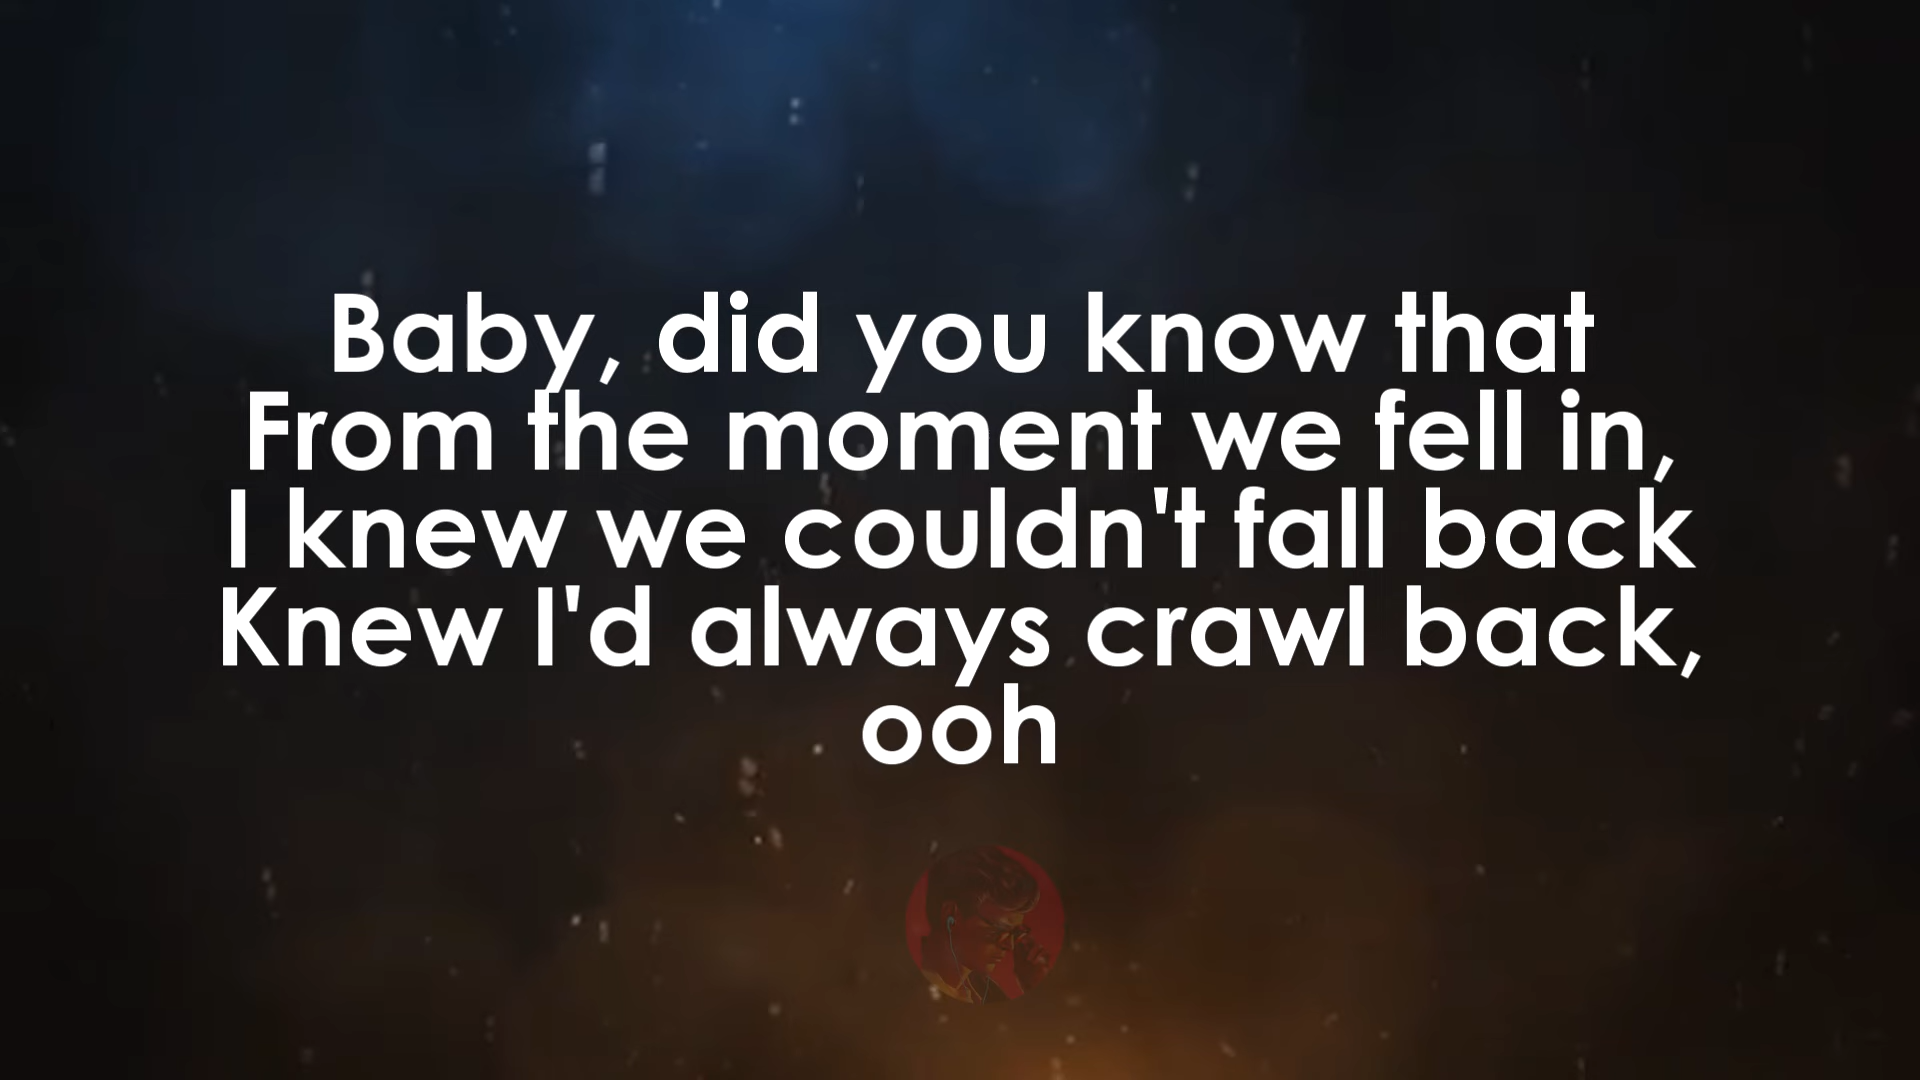 Baby, did you know that
From the moment we fell in,
I knew we couldn't fall back
Knew I'd always crawl back,
ooh